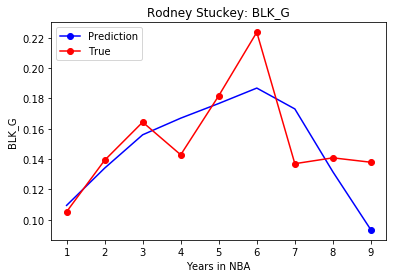 Rodney Stuckey: BLK_G
Prediction
True
0.22
0.20
0.18
0.16
0.14
0.12
0.10
BLK_G
1 2 3 4 5 6 7 8 9
Years in NBA